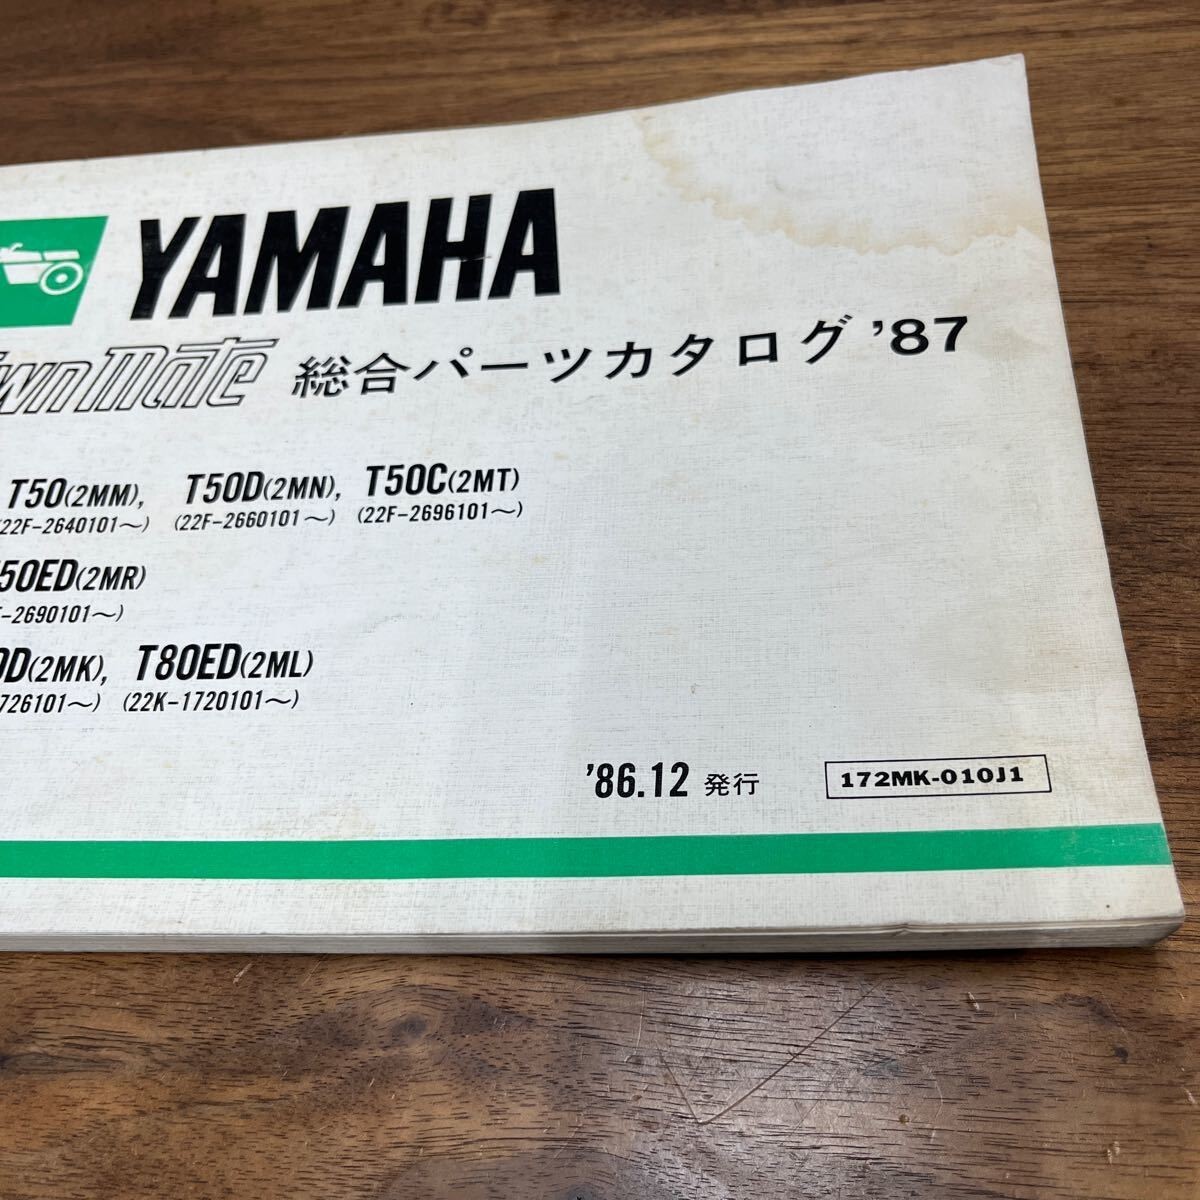 YAMAHA
wnmate 総合パーツカタログ '87
T50(2MM), T50D(2MN), T50C(2MT)
(22F-2640101~) (22F-2660101~) (22F-2696101~)
50ED(2MR)
-2690101~)
0D(2MK), T80ED(2ML)
726101~) (22K-1720101~)
'86.12 発行 172MK-010J1